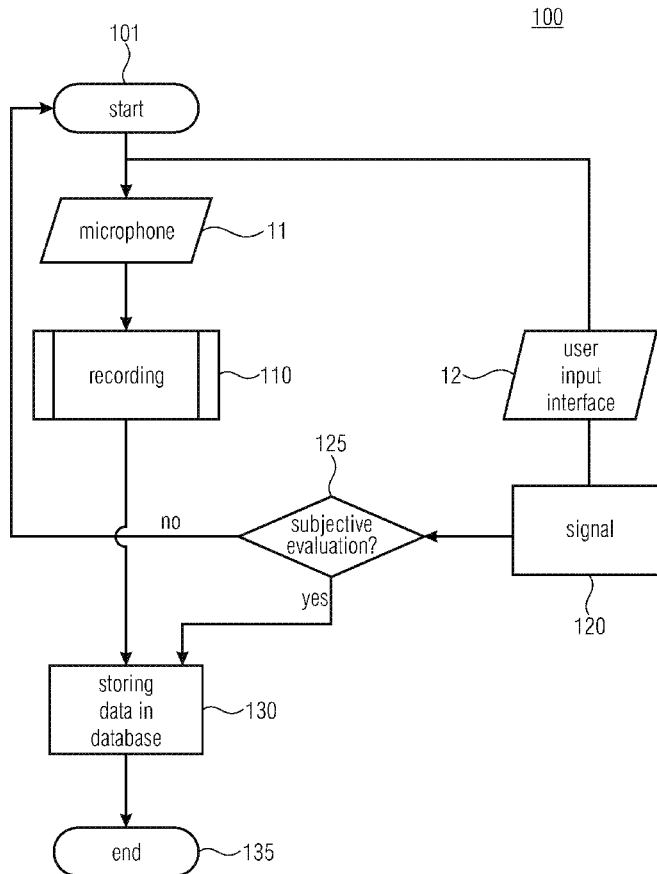 100
101
start
microphone
11
recording
110
12
user
input
interface
125
no
subjective
evaluation?
signal
yes
120
storing
data in
database
130
end
135